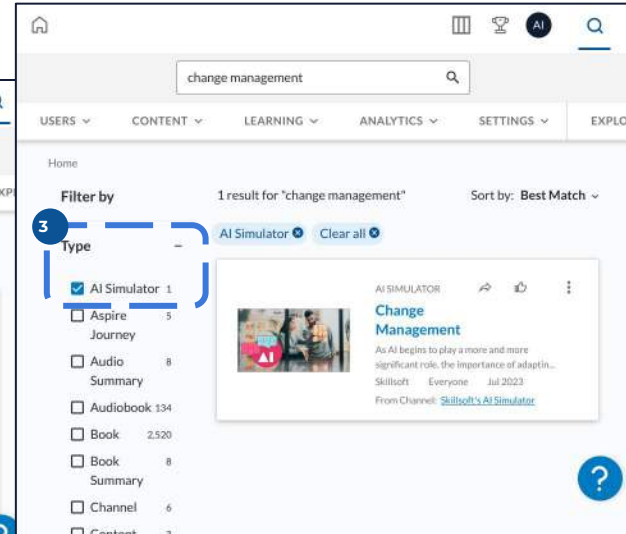 AI
change management
USERS CONTENT LEARNING ANALYTICS SETTINGS EXPLO
Home
Filter by
1 result for "change management"
Sort by: Best Match
3
Type
AI Simulator Clear all
AI Simulator 1
Aspire Journey 5
Audio Summary 8
Audiobook 134
Book 2,520
Book Summary 8
Channel 6
AI SIMULATOR
Change
Management
As AI begins to play a more and more
significant role, the importance of adaptin...
Skillsoft Everyone Jul 2023
From Channel: Skillsoft's AI Simulator
AI
?